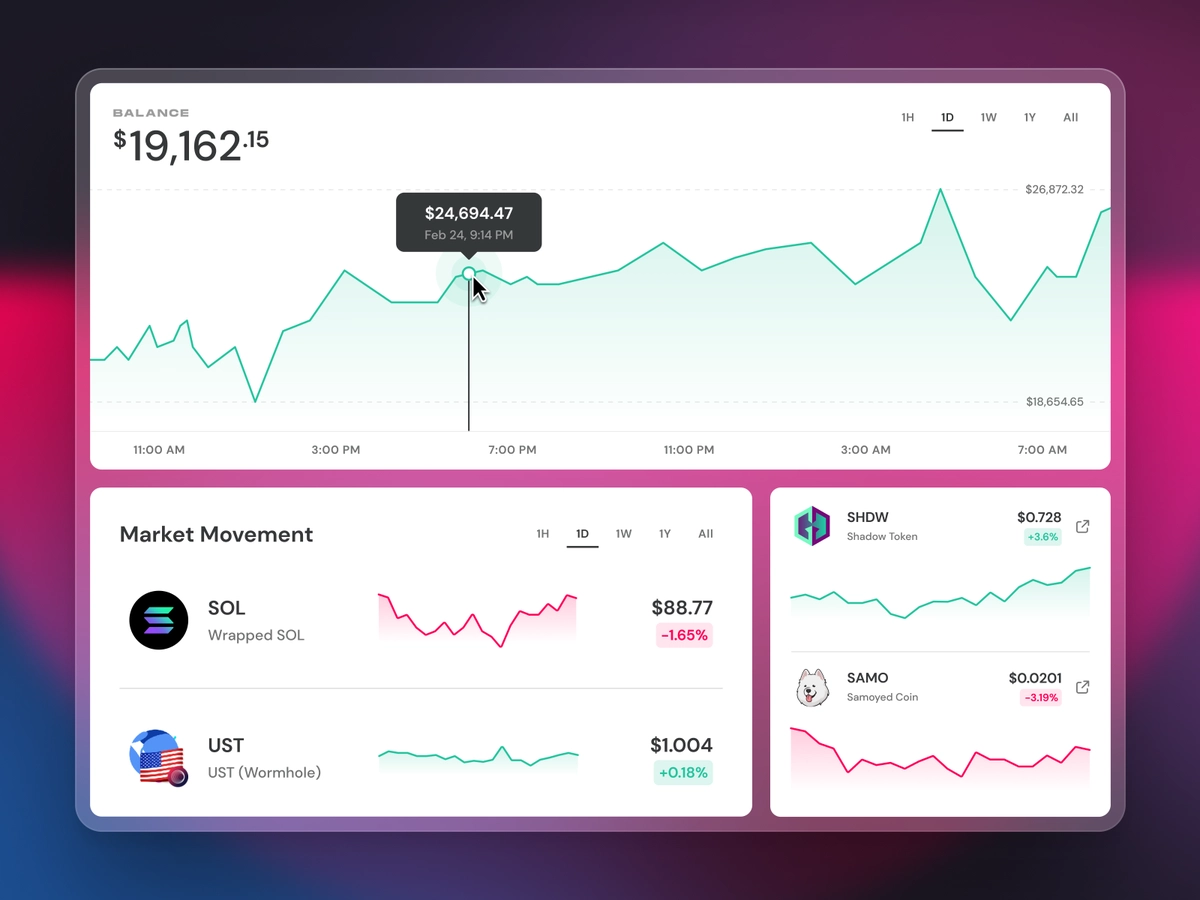 BALANCE
$19,162.15
1H 1D 1W 1Y All
$26,872.32
$24,694.47
Feb 24, 9:14 PM
$18,654.65
11:00 AM 3:00 PM 7:00 PM 11:00 PM 3:00 AM 7:00 AM
Market Movement
1H 1D 1W 1Y All
SOL
Wrapped SOL
$88.77
-1.65%
UST
UST (Wormhole)
$1.004
+0.18%
SHDW
Shadow Token
$0.728
+3.6%
SAMO
Samoyed Coin
$0.0201
-3.19%